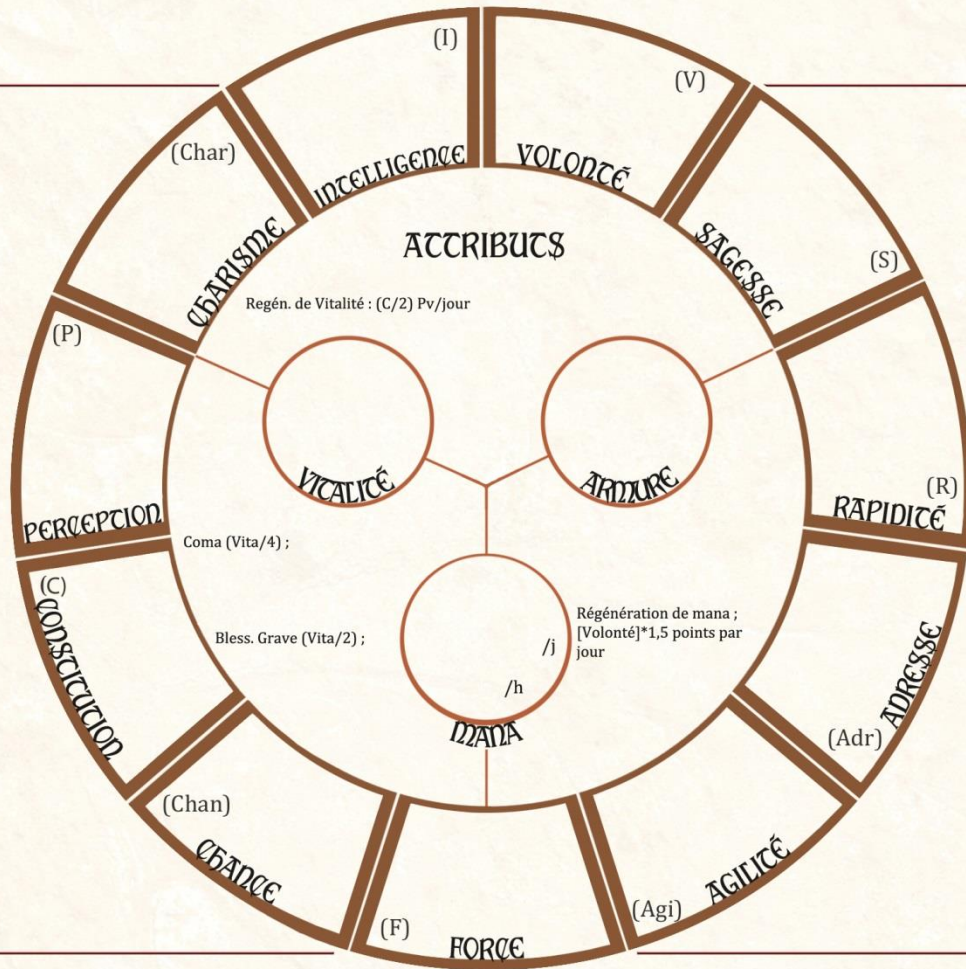 (I)
INTELLIGENCE
(V)
VOLONTÉ
(Char)
CHARISME
(S)
SAGESSE
ATTRIBUTS
Regén. de Vitalité : (C/2) Pv/jour
(P)
PERCEPTION
VITALITÉ
ARMURE
(R)
RAPIDITÉ
Coma (Vita/4) ;
(C)
CONSTITUTION
Bless. Grave (Vita/2) ;
/j
/h
MANA
Régénération de mana ;
[Volonté]*1,5 points par
jour
ADRESSE
(Adr)
(Chan)
CHANCE
(F)
FORCE
(Agi)
AGILITÉ